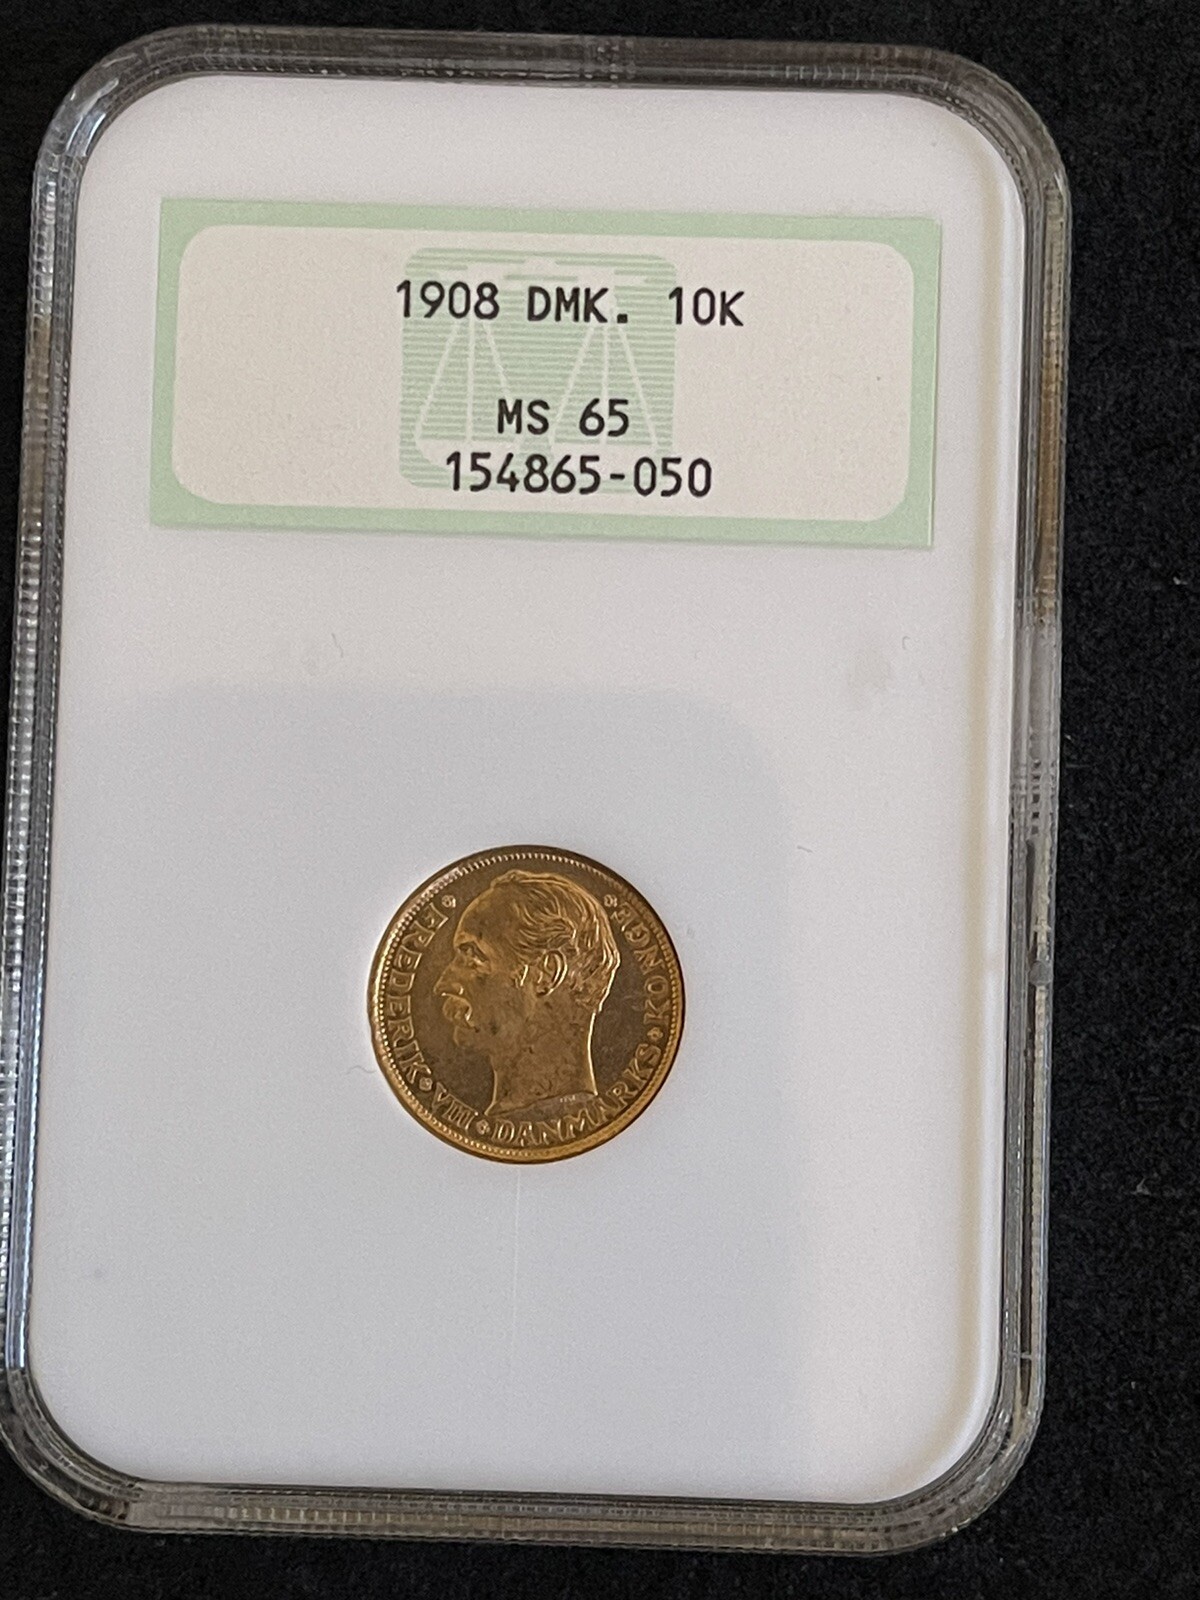 1908 DMK. 10K
MS 65
154865-050
FREDERIK VIII DANMARKS KONGE